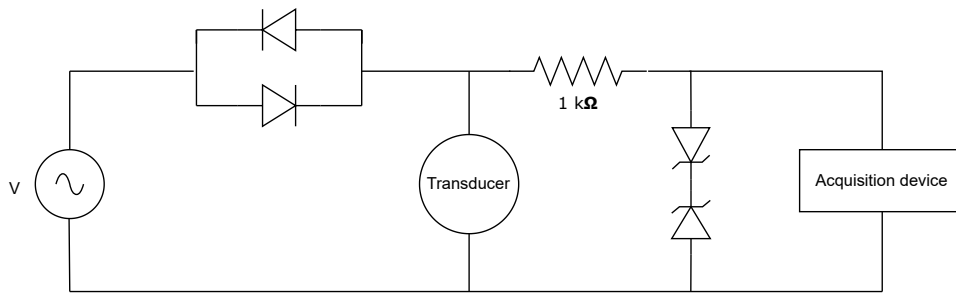 1 kΩ
V
Transducer
Acquisition device